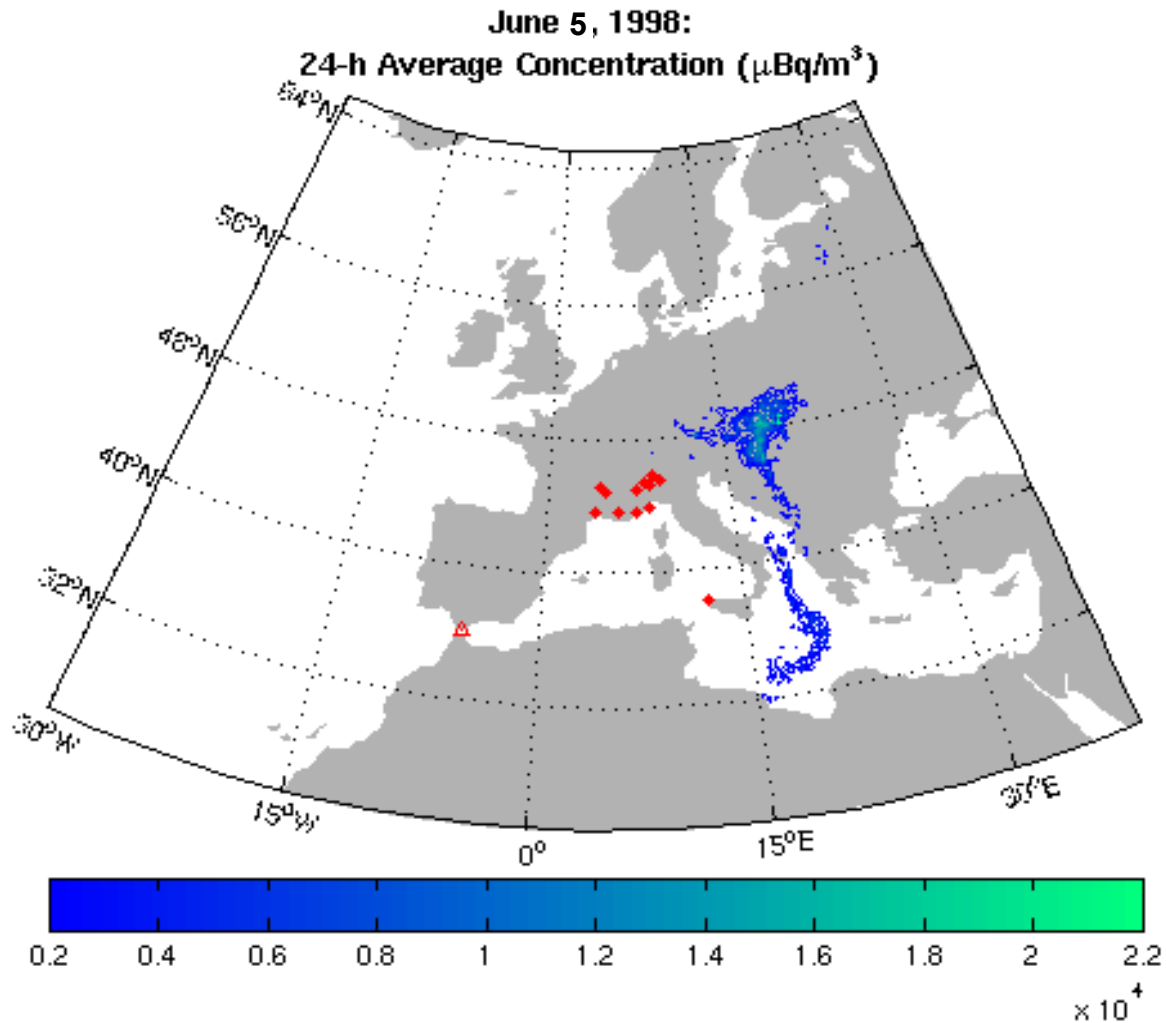 June 5, 1998:
24-h Average Concentration (μBq/m³)
64°N
56°N
48°N
40°N
32°N
30°W
15°W
0°
15°E
30°E
0.2 0.4 0.6 0.8 1 1.2 1.4 1.6 1.8 2 2.2
x 10⁴